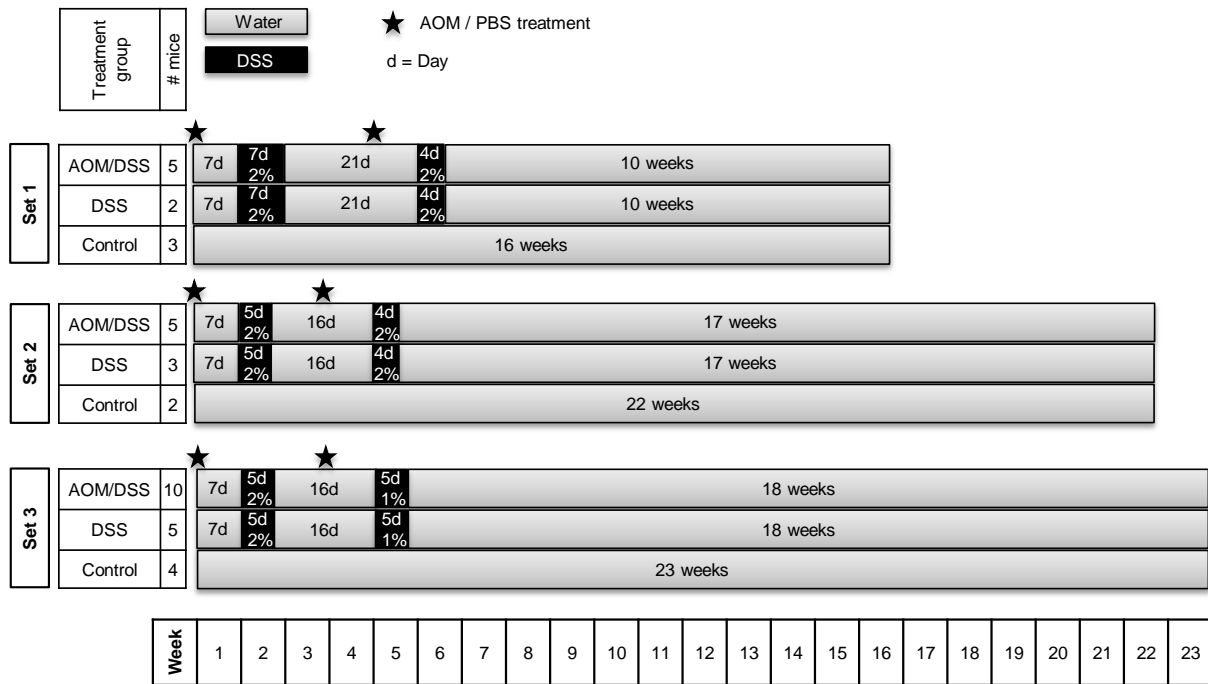 Treatment group
# mice
Water
DSS
AOM / PBS treatment
d = Day
Set 1
AOM/DSS 5 7d 7d 2% 21d 4d 2% 10 weeks
DSS 2 7d 7d 2% 21d 4d 2% 10 weeks
Control 3 16 weeks
Set 2
AOM/DSS 5 7d 5d 2% 16d 4d 2% 17 weeks
DSS 3 7d 5d 2% 16d 4d 2% 17 weeks
Control 2 22 weeks
Set 3
AOM/DSS 10 7d 5d 2% 16d 5d 1% 18 weeks
DSS 5 7d 5d 2% 16d 5d 1% 18 weeks
Control 4 23 weeks
Week 1 2 3 4 5 6 7 8 9 10 11 12 13 14 15 16 17 18 19 20 21 22 23